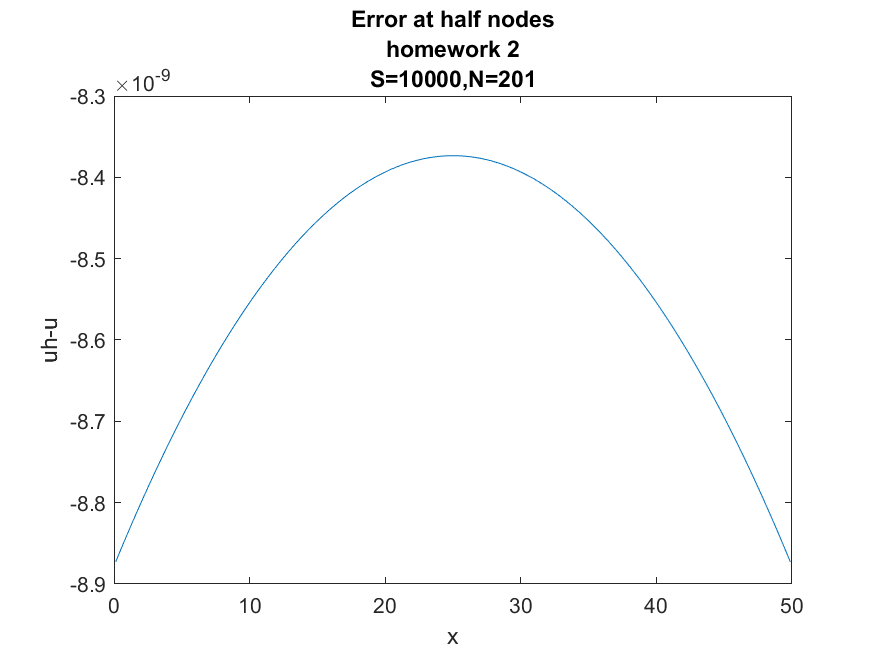 Error at half nodes
homework 2
S=10000,N=201
×10-9
-8.3
-8.4
-8.5
-8.6
-8.7
-8.8
-8.9
uh-u
0 10 20 30 40 50
x